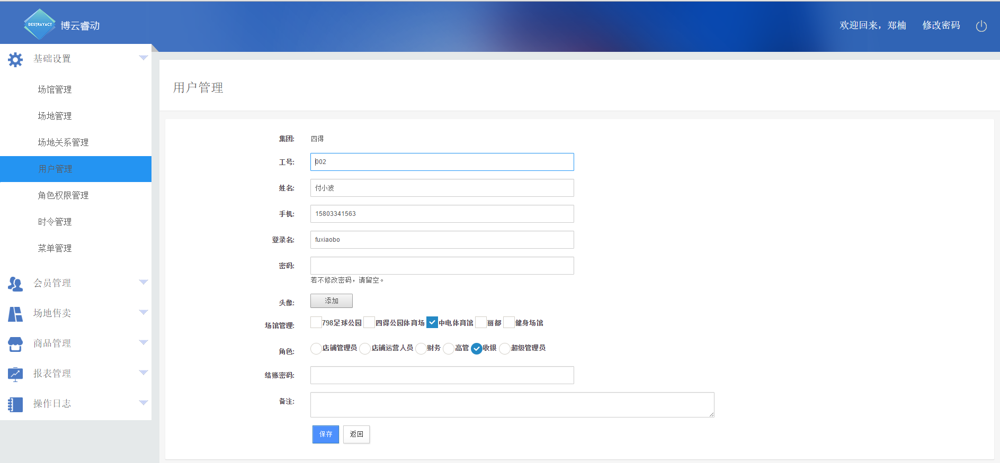 BESTRAYACT 博云睿动
欢迎回来，郑楠 修改密码
基础设置
场馆管理
场地管理
场地关系管理
用户管理
角色权限管理
时令管理
菜单管理
会员管理
场地售卖
商品管理
报表管理
操作日志
用户管理
集团: 四得
工号: 002
姓名: 付小波
手机: 15803341563
登录名: fuxiaobo
密码:
若不修改密码，请留空。
头像: 添加
场馆管理: 798足球公园 四得公园体育场 中电体育馆 丽都 健身场馆
角色: 店铺管理员 店铺运营人员 财务 高管 收银 超级管理员
结账密码:
备注:
保存 返回